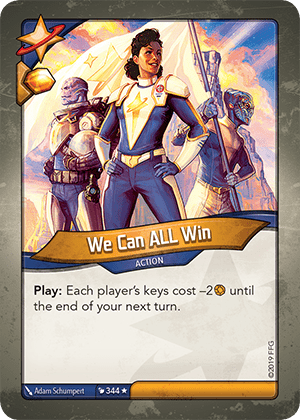 We Can ALL Win
ACTION
Play: Each player's keys cost –2 until
the end of your next turn.
©2019 FFG
Adam Schumpert
344